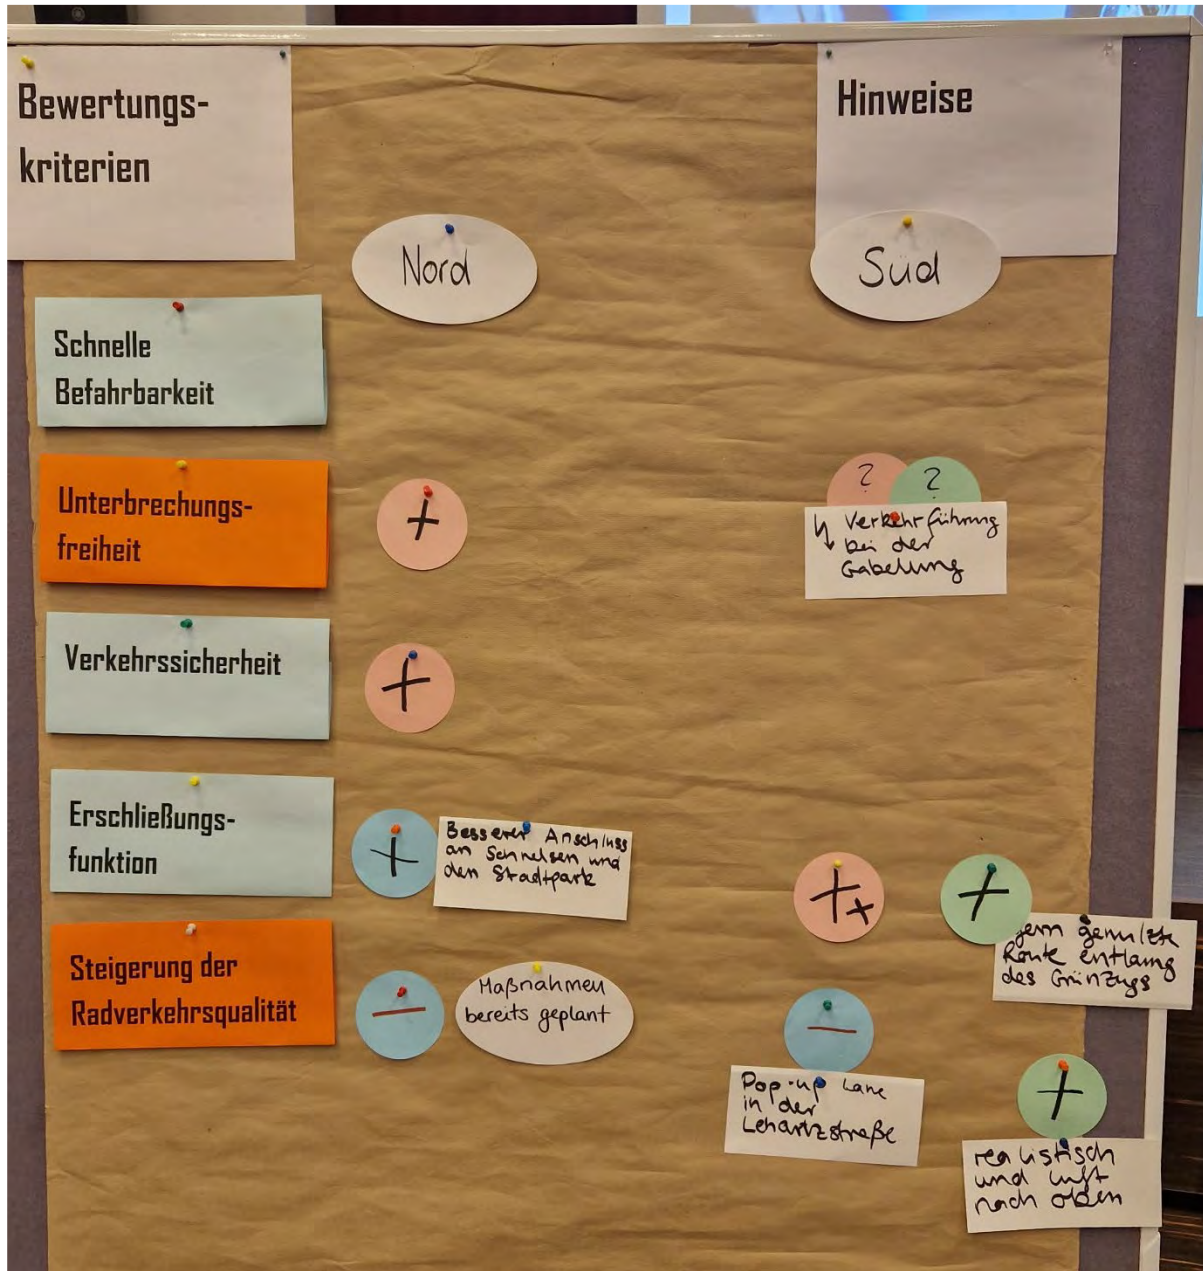 Bewertungs-
kriterien
Hinweise
Nord
Süd
Schnelle
Befahrbarkeit
Unterbrechungs-
freiheit
+
?
?
Verkehrführung
bei der
Gabelung
Verkehrssicherheit
+
Erschließungs-
funktion
+
Besserer Anschluss
an Schnelsen und
den Stadtpark
++
+
gern genutzte
Route entlang
des Grünzugs
Steigerung der
Radverkehrsqualität
–
Maßnahmen
bereits geplant
–
Pop-up Lane
in der
Lehartzstraße
+
realistisch
und luft
nach oben